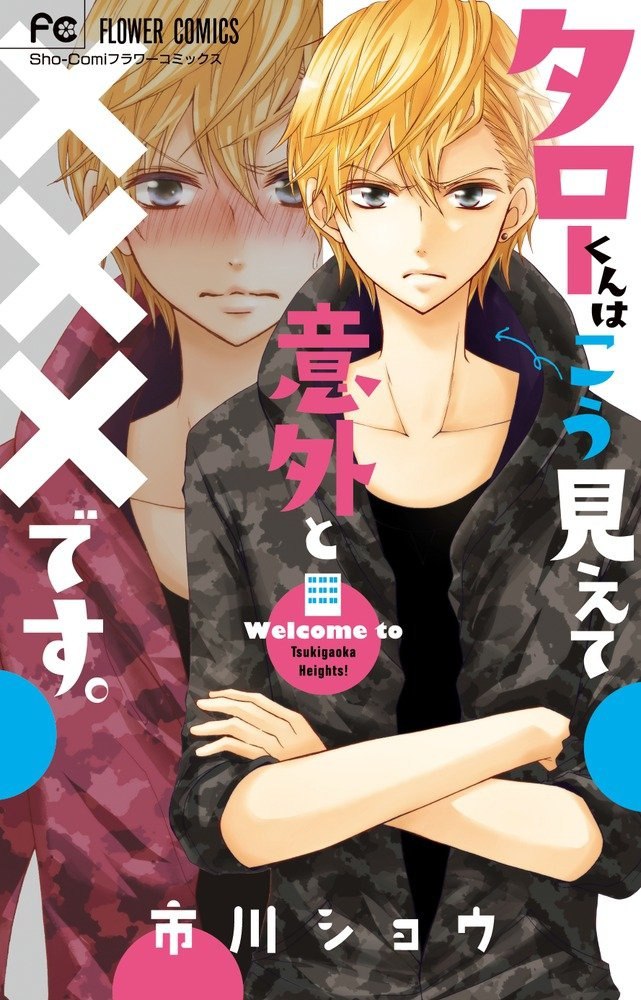 fc FLOWER COMICS
Sho-Comiフラワーコミックス
タローくんは
こう見えて
意外と
×××です。
Welcome to
Tsukigaoka
Heights!
市川ショウ